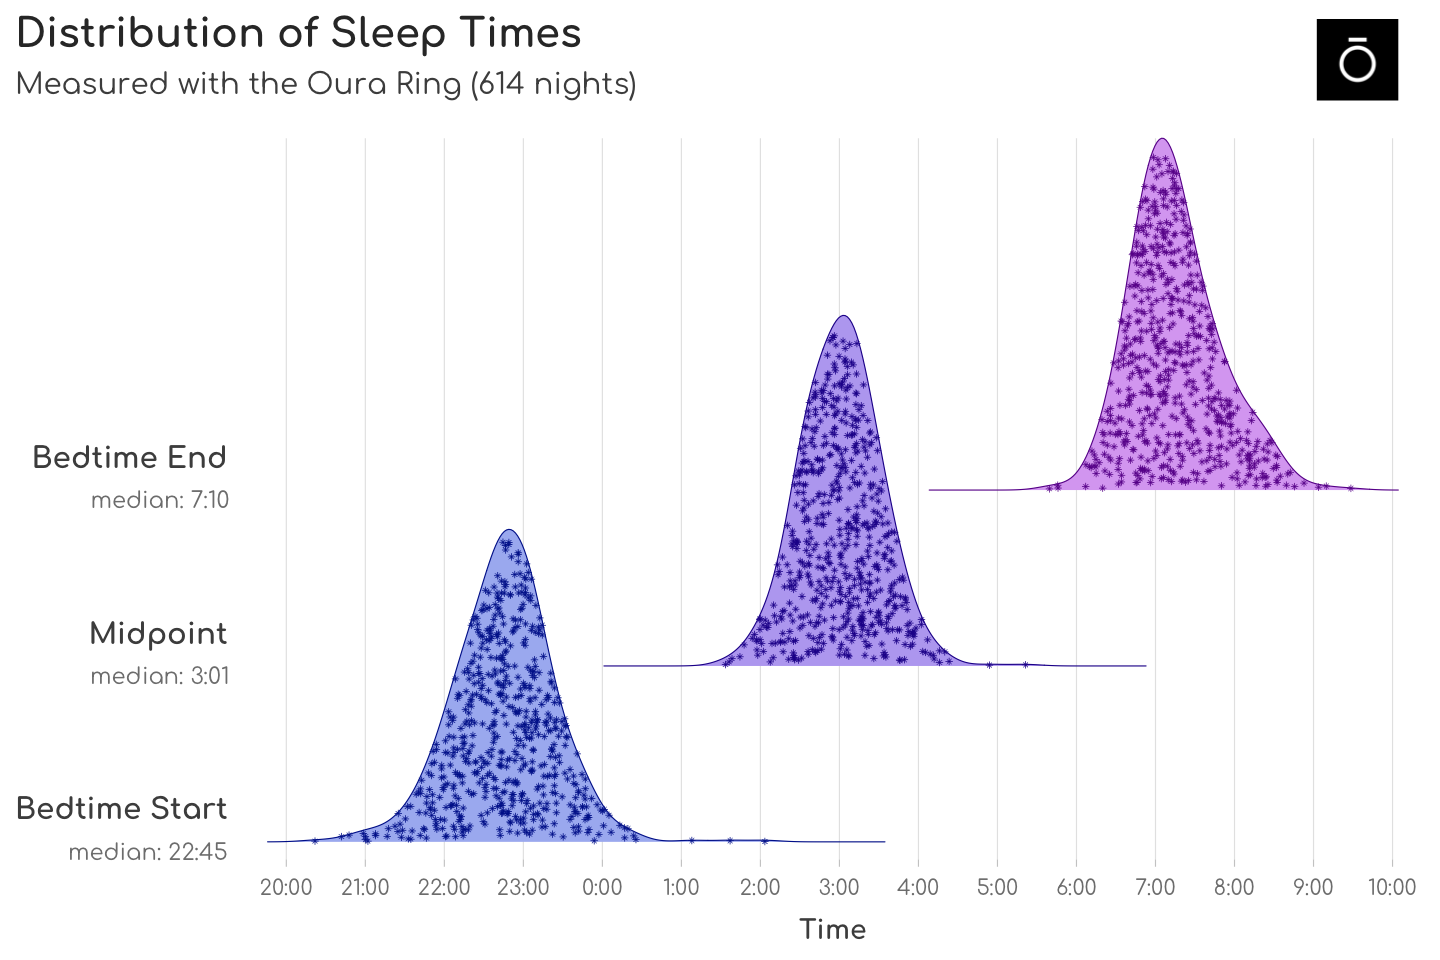 Distribution of Sleep Times
Measured with the Oura Ring (614 nights)
Bedtime End
median: 7:10
Midpoint
median: 3:01
Bedtime Start
median: 22:45
20:00 21:00 22:00 23:00 0:00 1:00 2:00 3:00 4:00 5:00 6:00 7:00 8:00 9:00 10:00
Time